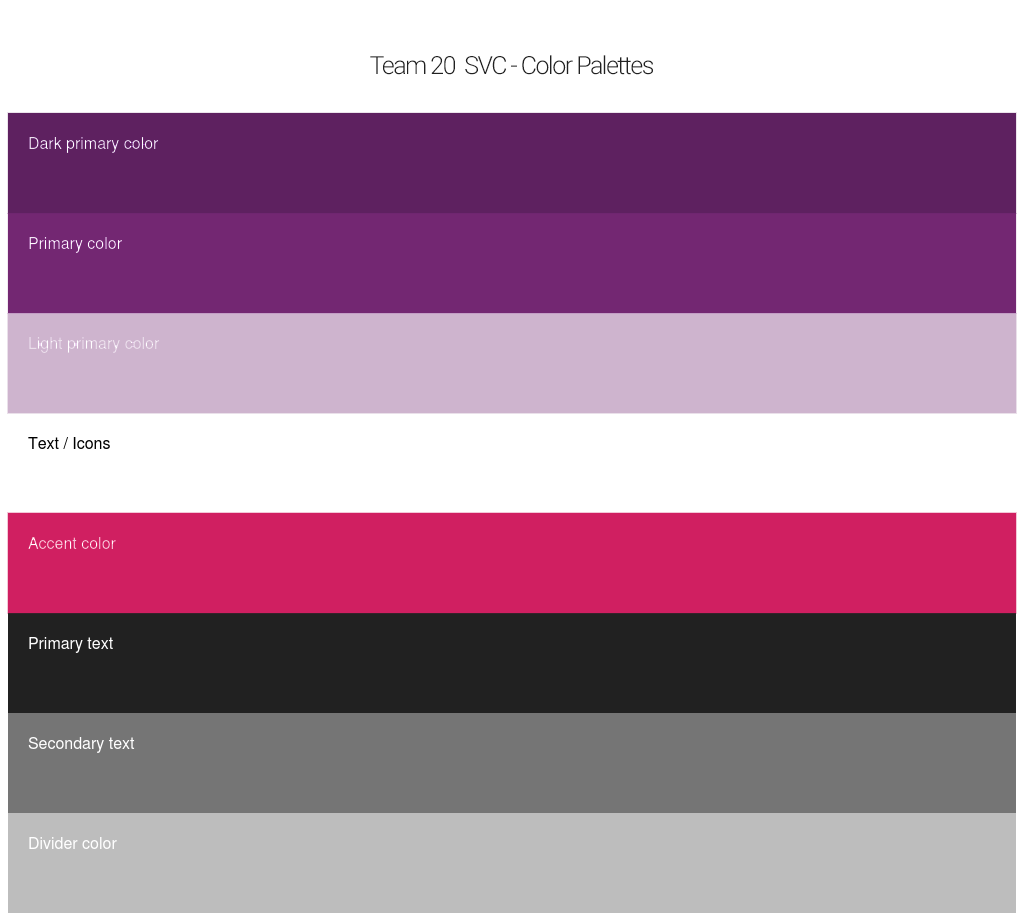 Team 20 SVC - Color Palettes
Dark primary color
Primary color
Light primary color
Text / Icons
Accent color
Primary text
Secondary text
Divider color